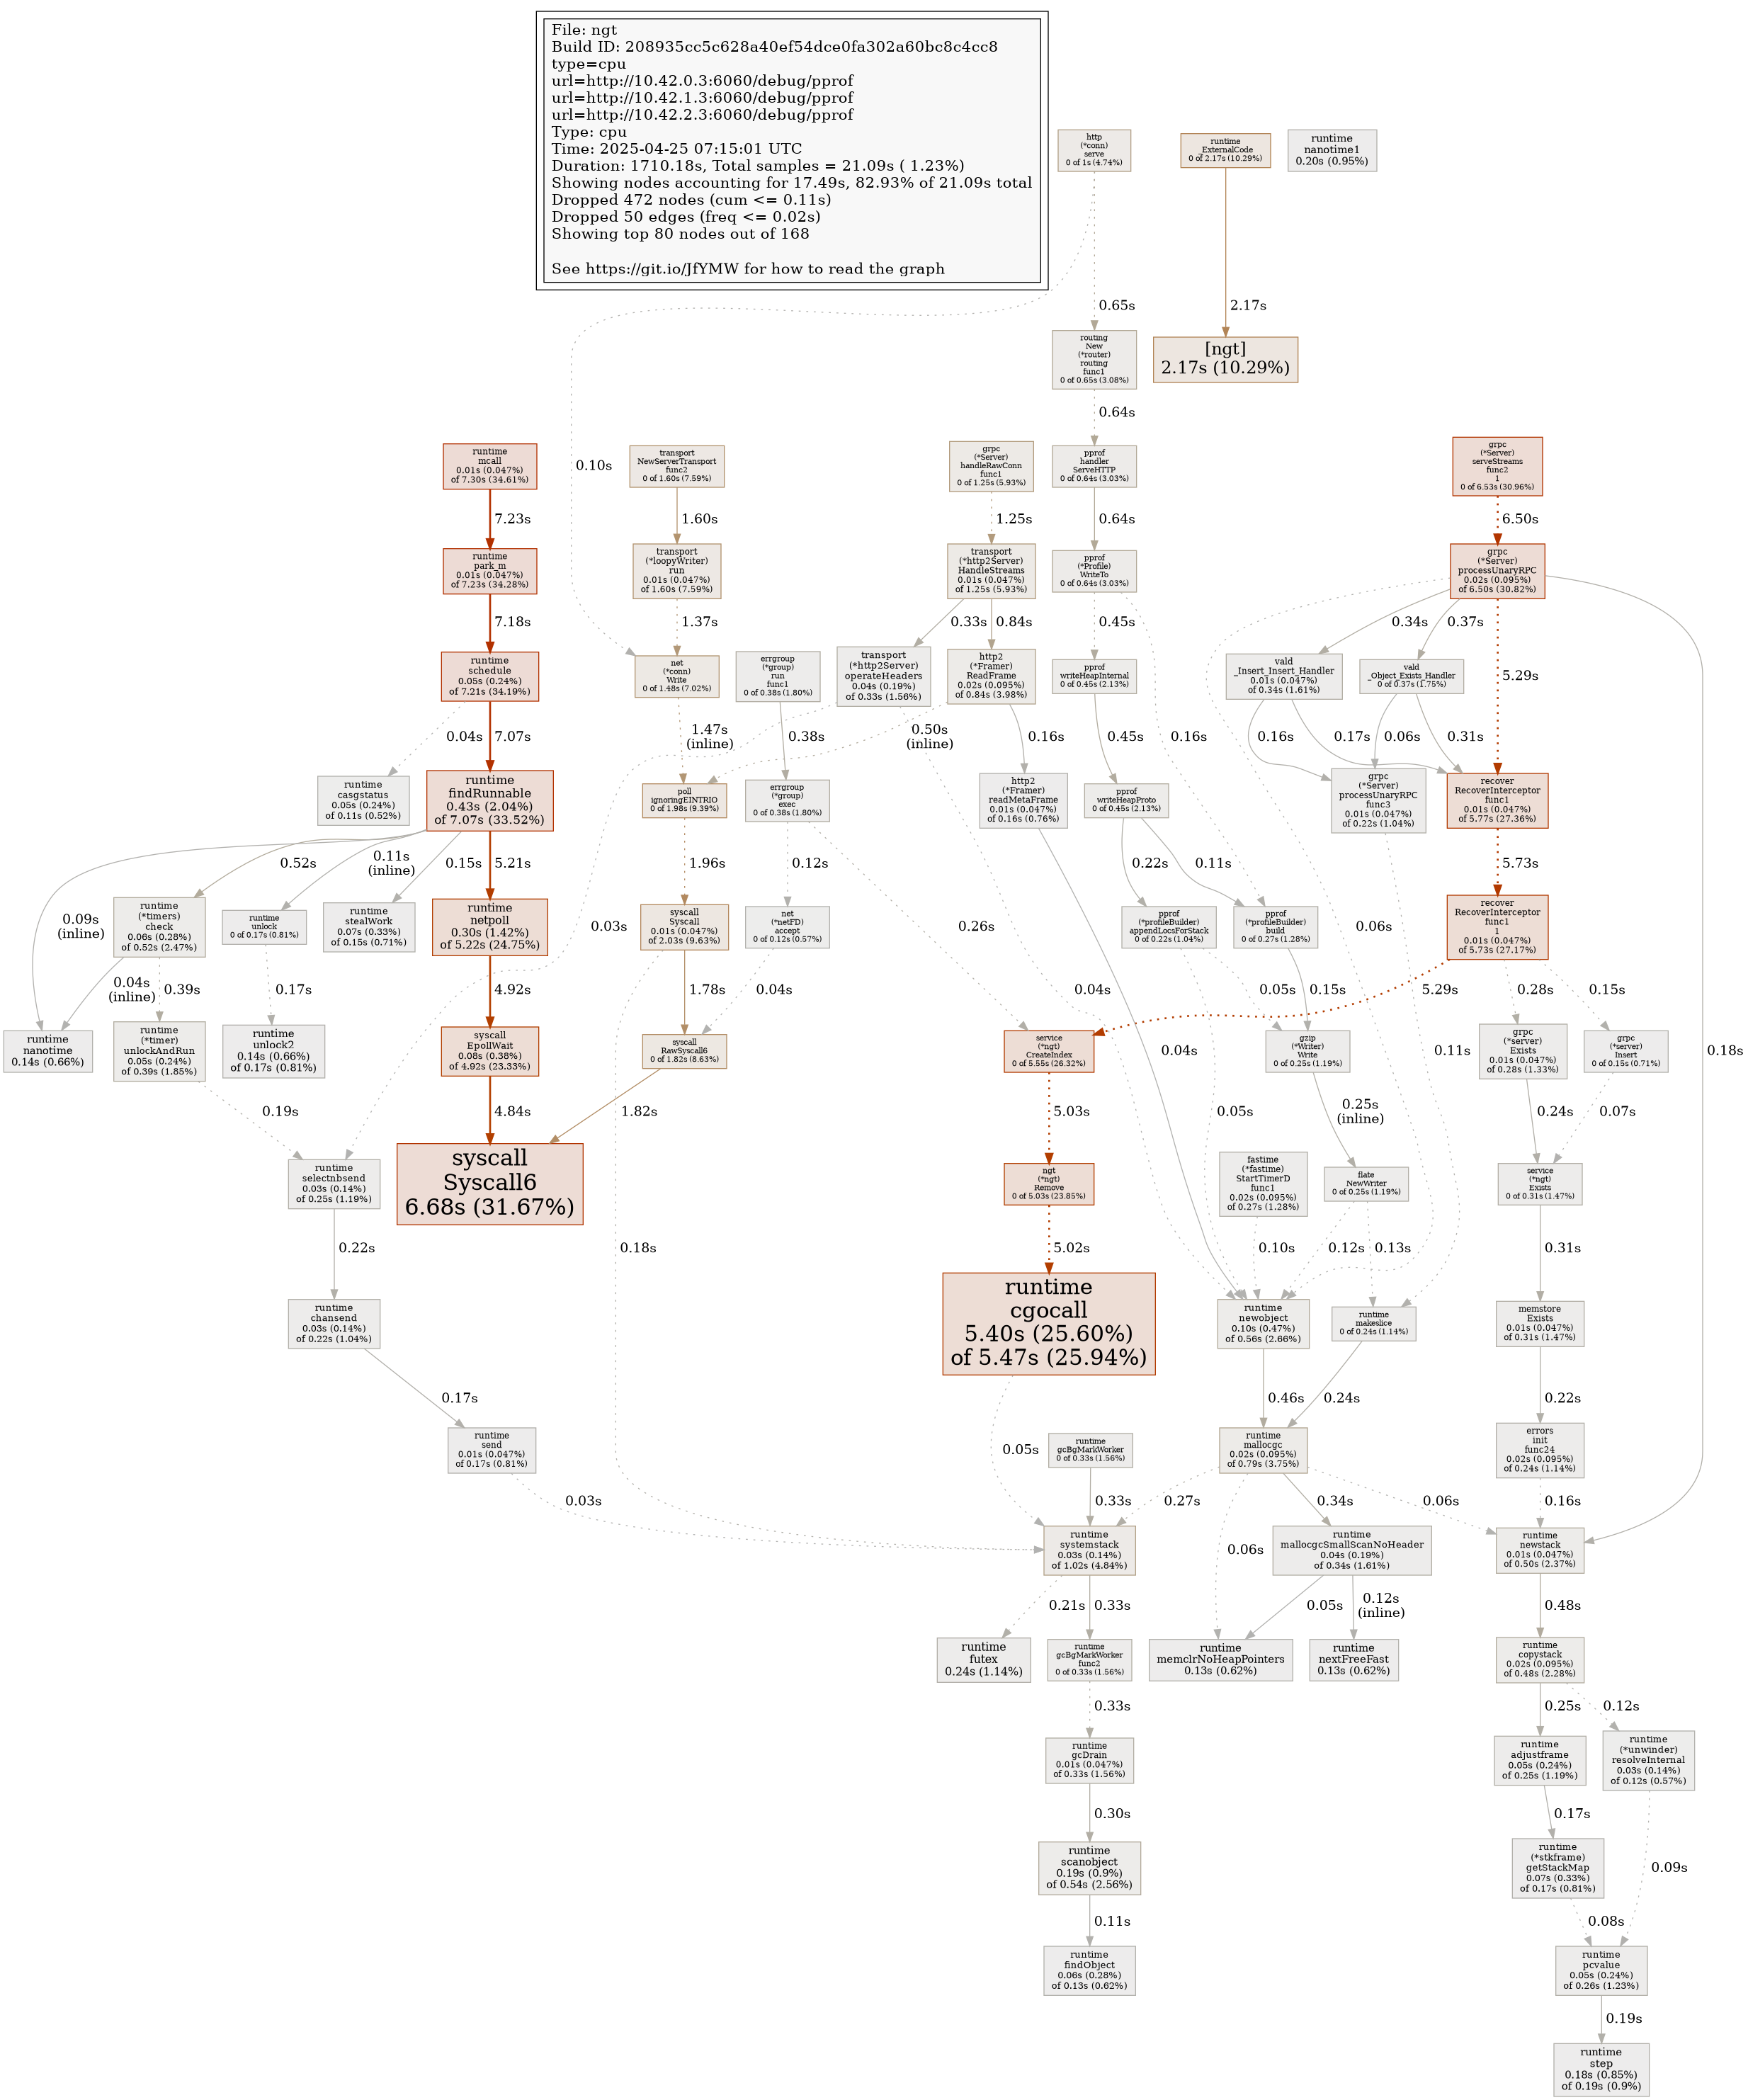 File: ngt
Build ID: 208935cc5c628a40ef54dce0fa302a60bc8c4cc8
type=cpu
url=http://10.42.0.3:6060/debug/pprof
url=http://10.42.1.3:6060/debug/pprof
url=http://10.42.2.3:6060/debug/pprof
Type: cpu
Time: 2025-04-25 07:15:01 UTC
Duration: 1710.18s, Total samples = 21.09s ( 1.23%)
Showing nodes accounting for 17.49s, 82.93% of 21.09s total
Dropped 472 nodes (cum <= 0.11s)
Dropped 50 edges (freq <= 0.02s)
Showing top 80 nodes out of 168
See https://git.io/JfYMW for how to read the graph
http
(*conn)
serve
0 of 1s (4.74%)
runtime
ExternalCode
0 of 2.17s (10.29%)
runtime
nanotime1
0.20s (0.95%)
0.65s
2.17s
routing
New
(*router)
routing
func1
0 of 0.65s (3.08%)
[ngt]
2.17s (10.29%)
0.10s
0.64s
runtime
mcall
0.01s (0.047%)
of 7.30s (34.61%)
transport
NewServerTransport
func2
0 of 1.60s (7.59%)
grpc
(*Server)
handleRawConn
func1
0 of 1.25s (5.93%)
pprof
handler
ServeHTTP
0 of 0.64s (3.03%)
grpc
(*Server)
serveStreams
func2
1
0 of 6.53s (30.96%)
7.23s
1.60s
1.25s
0.64s
6.50s
runtime
park_m
0.01s (0.047%)
of 7.23s (34.28%)
transport
(*loopyWriter)
run
0.01s (0.047%)
of 1.60s (7.59%)
transport
(*http2Server)
HandleStreams
0.01s (0.047%)
of 1.25s (5.93%)
pprof
(*Profile)
WriteTo
0 of 0.64s (3.03%)
grpc
(*Server)
processUnaryRPC
0.02s (0.095%)
of 6.50s (30.82%)
7.18s
1.37s
0.33s
0.84s
0.45s
0.34s
0.37s
runtime
schedule
0.05s (0.24%)
of 7.21s (34.19%)
net
(*conn)
Write
0 of 1.48s (7.02%)
errgroup
(*group)
run
func1
0 of 0.38s (1.80%)
transport
(*http2Server)
operateHeaders
0.04s (0.19%)
of 0.33s (1.56%)
http2
(*Framer)
ReadFrame
0.02s (0.095%)
of 0.84s (3.98%)
pprof
writeHeapInternal
0 of 0.45s (2.13%)
vald
_Insert_Insert_Handler
0.01s (0.047%)
of 0.34s (1.61%)
vald
_Object_Exists_Handler
0 of 0.37s (1.75%)
5.29s
0.04s
7.07s
1.47s
(inline)
0.38s
0.50s
(inline)
0.16s
0.45s
0.16s
0.16s
0.17s
0.06s
0.31s
runtime
casgstatus
0.05s (0.24%)
of 0.11s (0.52%)
runtime
findRunnable
0.43s (2.04%)
of 7.07s (33.52%)
poll
ignoringEINTRIO
0 of 1.98s (9.39%)
errgroup
(*group)
exec
0 of 0.38s (1.80%)
http2
(*Framer)
readMetaFrame
0.01s (0.047%)
of 0.16s (0.76%)
pprof
writeHeapProto
0 of 0.45s (2.13%)
grpc
(*Server)
processUnaryRPC
func3
0.01s (0.047%)
of 0.22s (1.04%)
recover
RecoverInterceptor
func1
0.01s (0.047%)
of 5.77s (27.36%)
0.09s
(inline)
0.52s
0.11s
(inline)
0.15s
5.21s
1.96s
0.12s
0.22s
0.11s
5.73s
runtime
(*timers)
check
0.06s (0.28%)
of 0.52s (2.47%)
runtime
unlock
0 of 0.17s (0.81%)
runtime
stealWork
0.07s (0.33%)
of 0.15s (0.71%)
runtime
netpoll
0.30s (1.42%)
of 5.22s (24.75%)
syscall
Syscall
0.01s (0.047%)
of 2.03s (9.63%)
net
(*netFD)
accept
0 of 0.12s (0.57%)
pprof
(*profileBuilder)
appendLocsForStack
0 of 0.22s (1.04%)
pprof
(*profileBuilder)
build
0 of 0.27s (1.28%)
recover
RecoverInterceptor
func1
1
0.01s (0.047%)
of 5.73s (27.17%)
0.03s
0.26s
0.06s
0.04s
(inline)
0.39s
0.17s
4.92s
1.78s
0.04s
0.04s
0.05s
0.15s
5.29s
0.28s
0.15s
runtime
nanotime
0.14s (0.66%)
runtime
(*timer)
unlockAndRun
0.05s (0.24%)
of 0.39s (1.85%)
runtime
unlock2
0.14s (0.66%)
of 0.17s (0.81%)
syscall
EpollWait
0.08s (0.38%)
of 4.92s (23.33%)
syscall
RawSyscall6
0 of 1.82s (8.63%)
service
(*ngt)
CreateIndex
0 of 5.55s (26.32%)
0.04s
gzip
(*Writer)
Write
0 of 0.25s (1.19%)
0.11s
grpc
(*server)
Exists
0.01s (0.047%)
of 0.28s (1.33%)
grpc
(*server)
Insert
0 of 0.15s (0.71%)
0.18s
0.19s
4.84s
1.82s
5.03s
0.05s
0.25s
(inline)
0.24s
0.07s
runtime
selectnbsend
0.03s (0.14%)
of 0.25s (1.19%)
syscall
Syscall6
6.68s (31.67%)
ngt
(*ngt)
Remove
0 of 5.03s (23.85%)
fastime
(*fastime)
StartTimerD
func1
0.02s (0.095%)
of 0.27s (1.28%)
flate
NewWriter
0 of 0.25s (1.19%)
service
(*ngt)
Exists
0 of 0.31s (1.47%)
0.22s
0.18s
5.02s
0.10s
0.12s
0.13s
0.31s
runtime
chansend
0.03s (0.14%)
of 0.22s (1.04%)
runtime
cgocall
5.40s (25.60%)
of 5.47s (25.94%)
runtime
newobject
0.10s (0.47%)
of 0.56s (2.66%)
runtime
makeslice
0 of 0.24s (1.14%)
memstore
Exists
0.01s (0.047%)
of 0.31s (1.47%)
0.17s
0.46s
0.24s
0.22s
runtime
send
0.01s (0.047%)
of 0.17s (0.81%)
0.05s
runtime
gcBgMarkWorker
0 of 0.33s (1.56%)
runtime
mallocgc
0.02s (0.095%)
of 0.79s (3.75%)
errors
init
func24
0.02s (0.095%)
of 0.24s (1.14%)
0.03s
0.33s
0.27s
0.34s
0.06s
0.16s
runtime
systemstack
0.03s (0.14%)
of 1.02s (4.84%)
0.06s
runtime
mallocgcSmallScanNoHeader
0.04s (0.19%)
of 0.34s (1.61%)
runtime
newstack
0.01s (0.047%)
of 0.50s (2.37%)
0.21s
0.33s
0.05s
0.12s
(inline)
0.48s
runtime
futex
0.24s (1.14%)
runtime
gcBgMarkWorker
func2
0 of 0.33s (1.56%)
runtime
memclrNoHeapPointers
0.13s (0.62%)
runtime
nextFreeFast
0.13s (0.62%)
runtime
copystack
0.02s (0.095%)
of 0.48s (2.28%)
0.33s
0.25s
0.12s
runtime
gcDrain
0.01s (0.047%)
of 0.33s (1.56%)
runtime
adjustframe
0.05s (0.24%)
of 0.25s (1.19%)
runtime
(*unwinder)
resolveInternal
0.03s (0.14%)
of 0.12s (0.57%)
0.30s
0.17s
runtime
scanobject
0.19s (0.9%)
of 0.54s (2.56%)
runtime
(*stkframe)
getStackMap
0.07s (0.33%)
of 0.17s (0.81%)
0.09s
0.11s
0.08s
runtime
findObject
0.06s (0.28%)
of 0.13s (0.62%)
runtime
pcvalue
0.05s (0.24%)
of 0.26s (1.23%)
0.19s
runtime
step
0.18s (0.85%)
of 0.19s (0.9%)